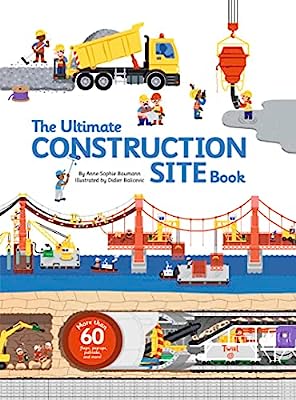 The Ultimate
CONSTRUCTION
SITE Book
By Anne-Sophie Baumann
Illustrated by Didier Balicevic
More than
60
flaps, pop-ups,
pull-tabs,
and more!
Twirl